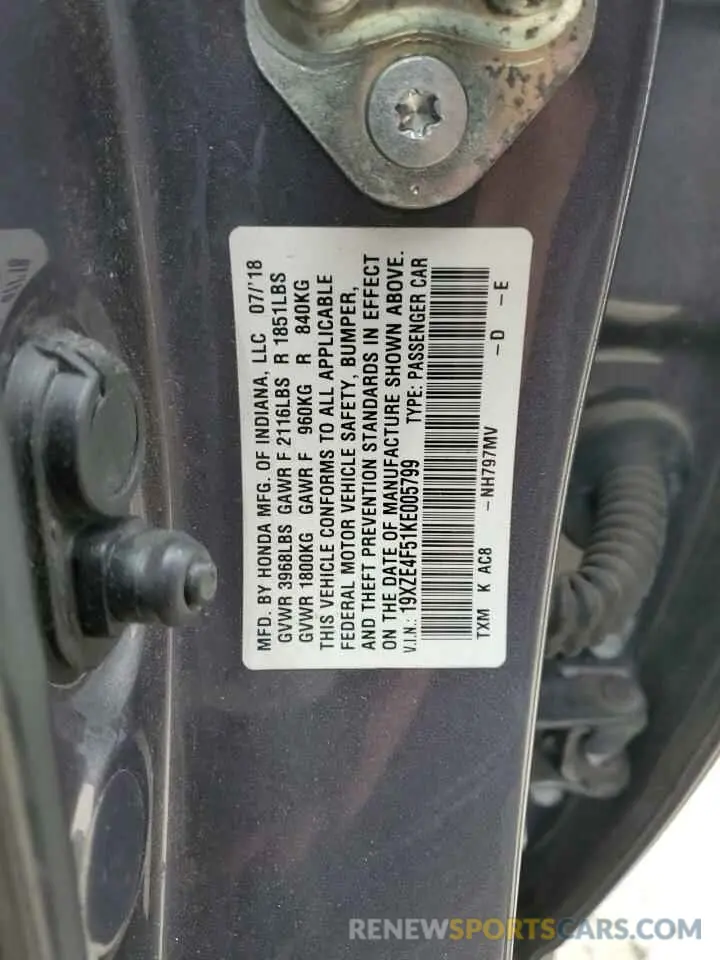 MFD. BY HONDA MFG. OF INDIANA, LLC 07/'18
GVWR 3968LBS GAWR F 2116LBS R 1851LBS
GVWR 1800KG GAWR F 960KG R 840KG
THIS VEHICLE CONFORMS TO ALL APPLICABLE
FEDERAL MOTOR VEHICLE SAFETY, BUMPER,
AND THEFT PREVENTION STANDARDS IN EFFECT
ON THE DATE OF MANUFACTURE SHOWN ABOVE.
V.I.N.: 19XZE4F51KE005799 TYPE: PASSENGER CAR
TXM K AC8 -NH797MV -D -E
RENEWSPORTSCARS.COM